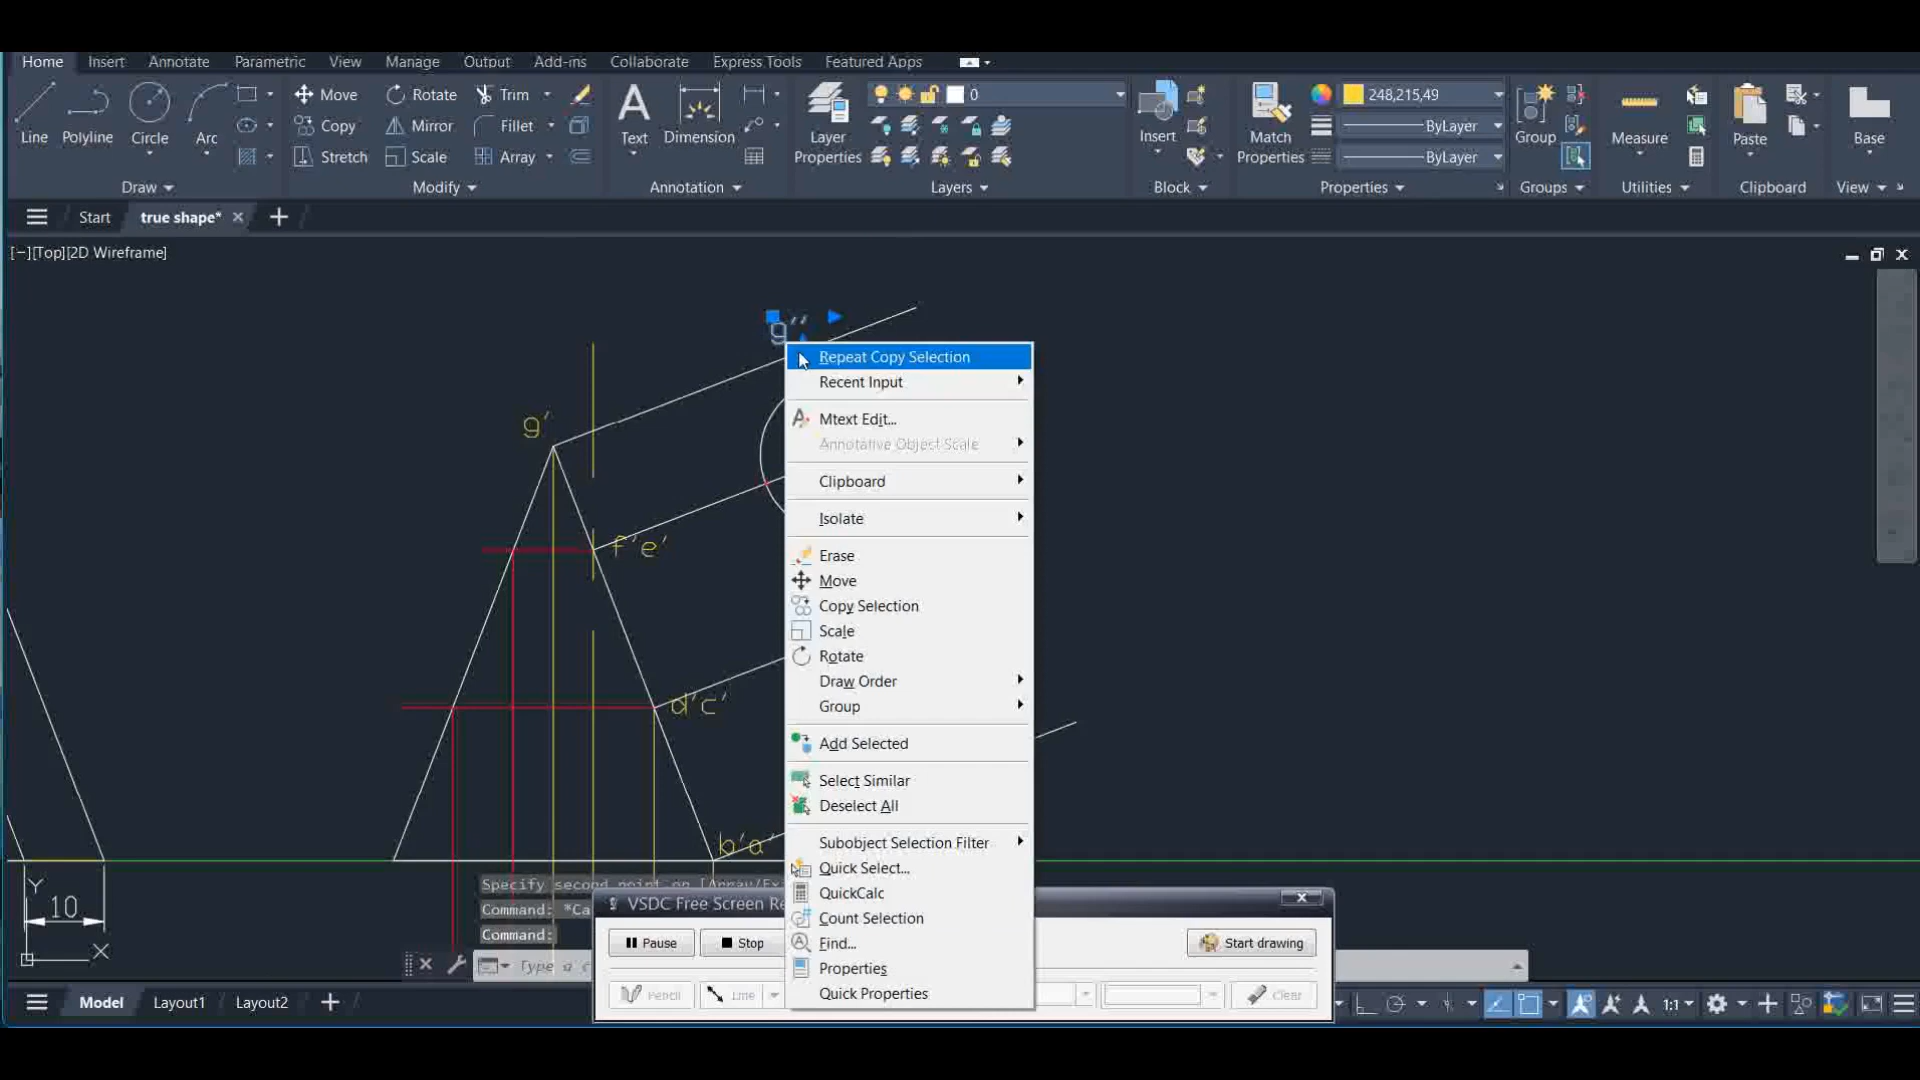 Home Insert Annotate Parametric View Manage Output Add-ins Collaborate Express Tools Featured Apps
Line Polyline Circle Arc
Move Rotate Trim
Copy Mirror Fillet
Stretch Scale Array
Text Dimension
Layer Properties
0
Insert
Match Properties
248,215,49
ByLayer
ByLayer
Group
Measure
Paste
Base
Draw Modify Annotation Layers Block Properties Groups Utilities Clipboard View
Start true shape*
[−][Top][2D Wireframe]
g''
g'
f'e'
d'c'
b'a'
Repeat Copy Selection
Recent Input
Mtext Edit...
Annotative Object Scale
Clipboard
Isolate
Erase
Move
Copy Selection
Scale
Rotate
Draw Order
Group
Add Selected
Select Similar
Deselect All
Subobject Selection Filter
Quick Select...
QuickCalc
Count Selection
Find...
Properties
Quick Properties
Y
10
X
Specify second point or [Array/Ex
Command: *Ca
Command:
Type a c
VSDC Free Screen Re
Pause Stop Start drawing
Pencil Line Clear
Model Layout1 Layout2
1:1